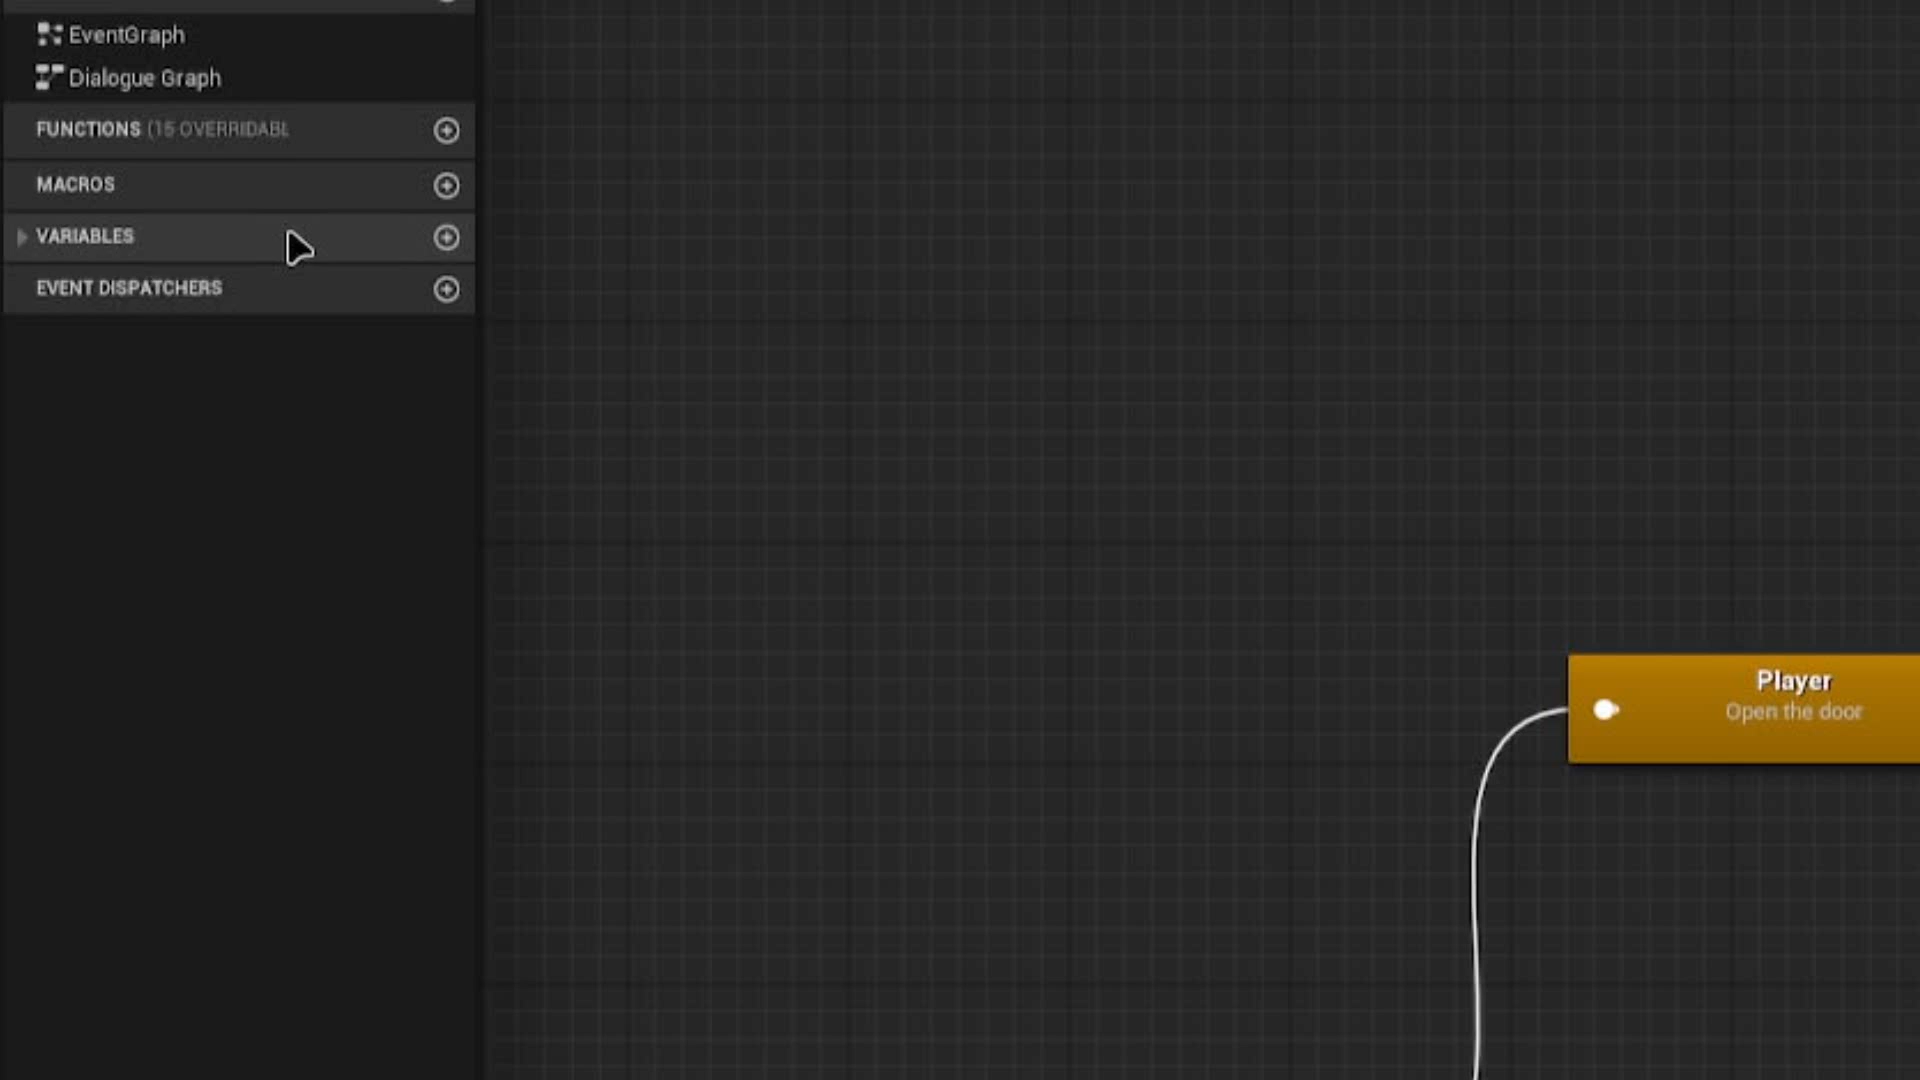 EventGraph
Dialogue Graph
FUNCTIONS (15 OVERRIDABL
MACROS
VARIABLES
EVENT DISPATCHERS
Player
Open the door